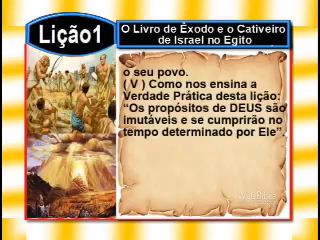 Lição1
O Livro de Êxodo e o Cativeiro
de Israel no Egito
o seu povo.
( V ) Como nos ensina a
Verdade Prática desta lição:
“Os propósitos de DEUS são
imutáveis e se cumprirão no
tempo determinado por Ele”.